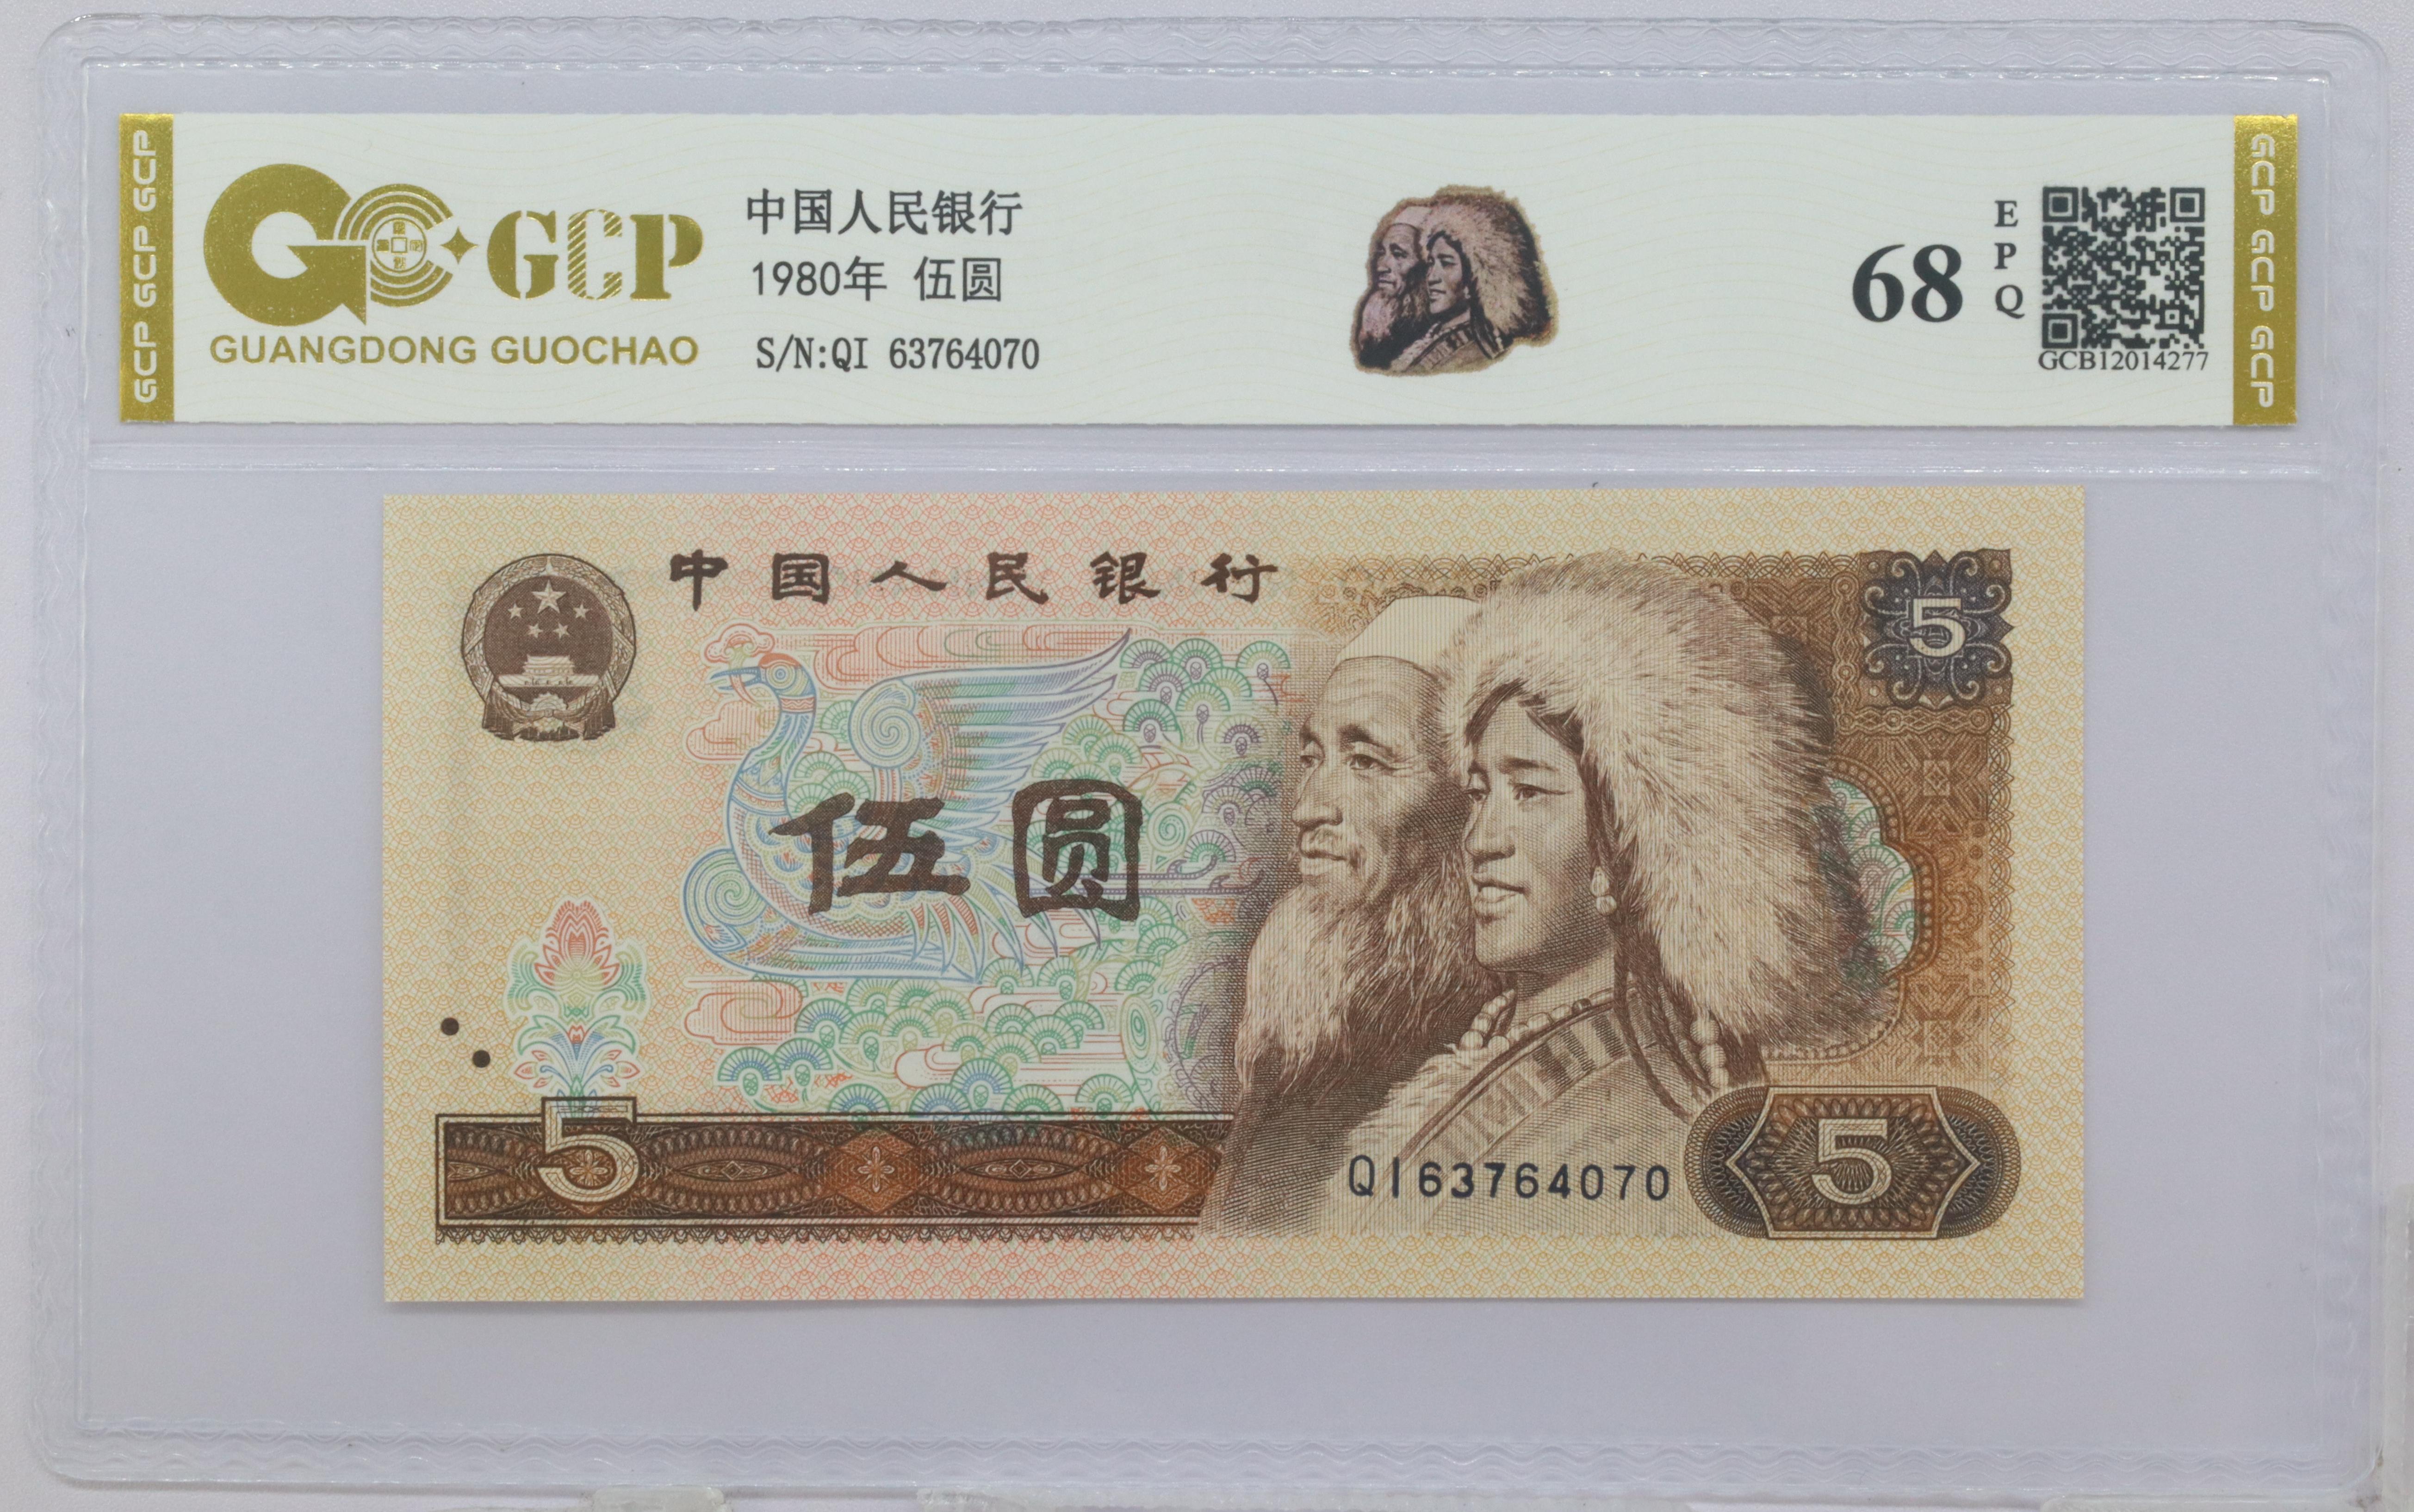 GCP GCP GCP
GCP
GUANGDONG GUOCHAO
中国人民银行
1980年 伍圆
S/N:QI 63764070
68
EPQ
GCB12014277
GCP GCP GCP
中国人民银行
5
伍圆
5
QI63764070
5